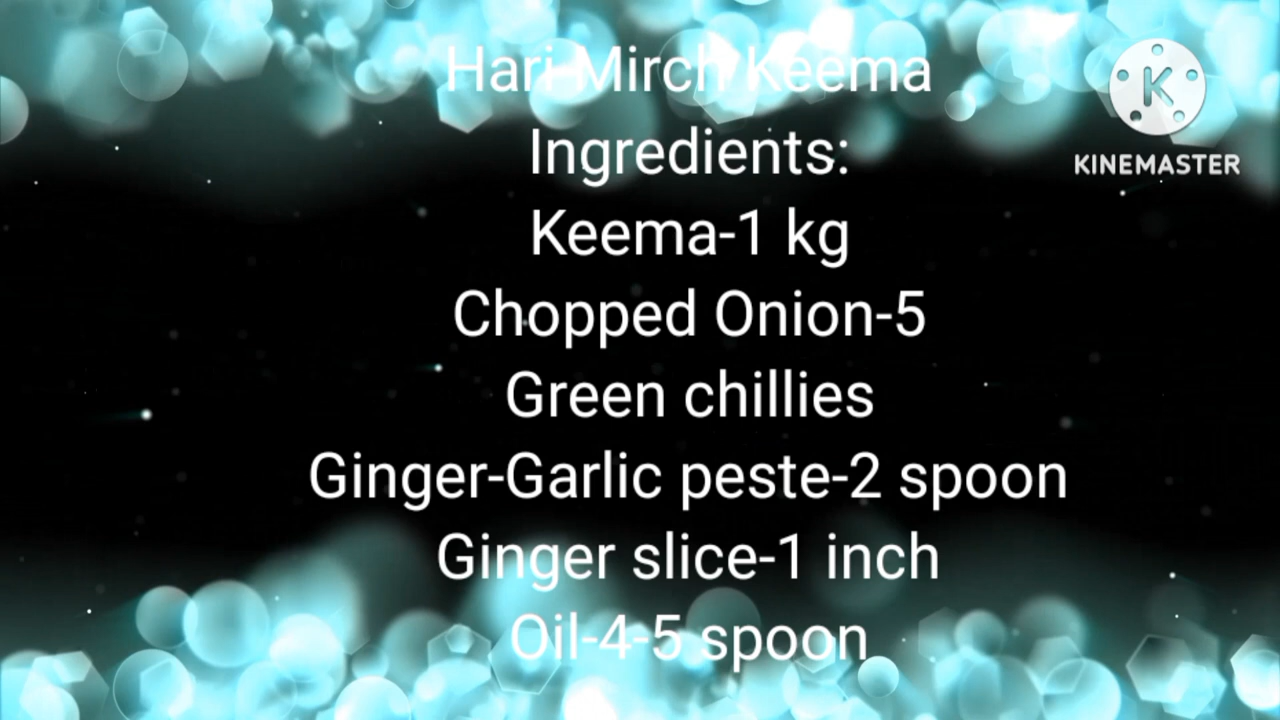 Hari Mirch Keema
Ingredients:
Keema-1 kg
Chopped Onion-5
Green chillies
Ginger-Garlic peste-2 spoon
Ginger slice-1 inch
Oil-4-5 spoon
K
KINEMASTER